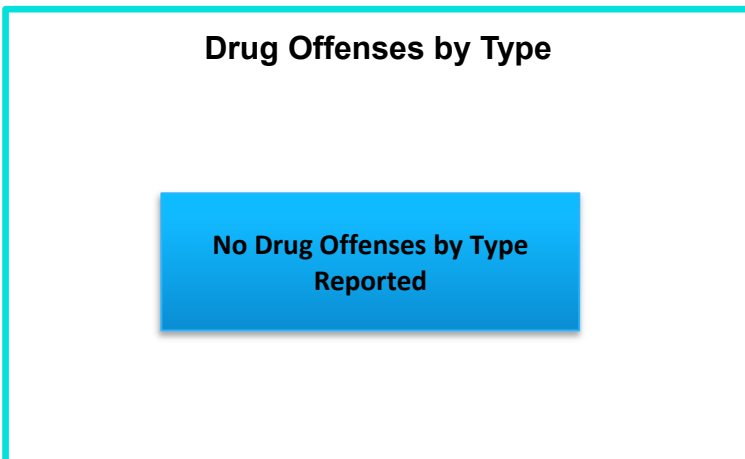 Drug Offenses by Type
No Drug Offenses by Type
Reported